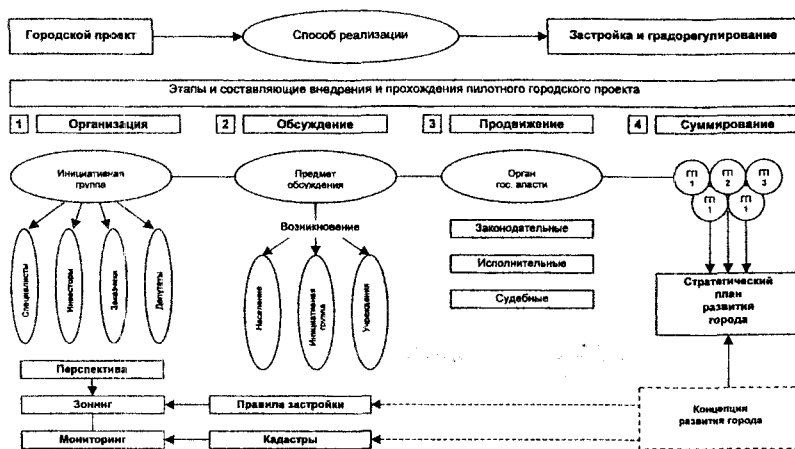 Городской проект
Способ реализации
Застройка и градорегулирование
Этапы и составляющие внедрения и прохождения пилотного городского проекта
1 Организация
2 Обсуждение
3 Продвижение
4 Суммирование
Инициативная
группа
Предмет
обсуждения
Орган
гос. власти
ГП
1
ГП
2
ГП
3
ГП
1
ГП
1
Возникновение
Специалисты
Инвесторы
Заказчики
Депутаты
Население
Инициативная
группа
Учреждения
Законодательные
Исполнительные
Судебные
Стратегический
план
развития
города
Перспектива
Зонинг
Правила застройки
Мониторинг
Кадастры
Концепция
развития города